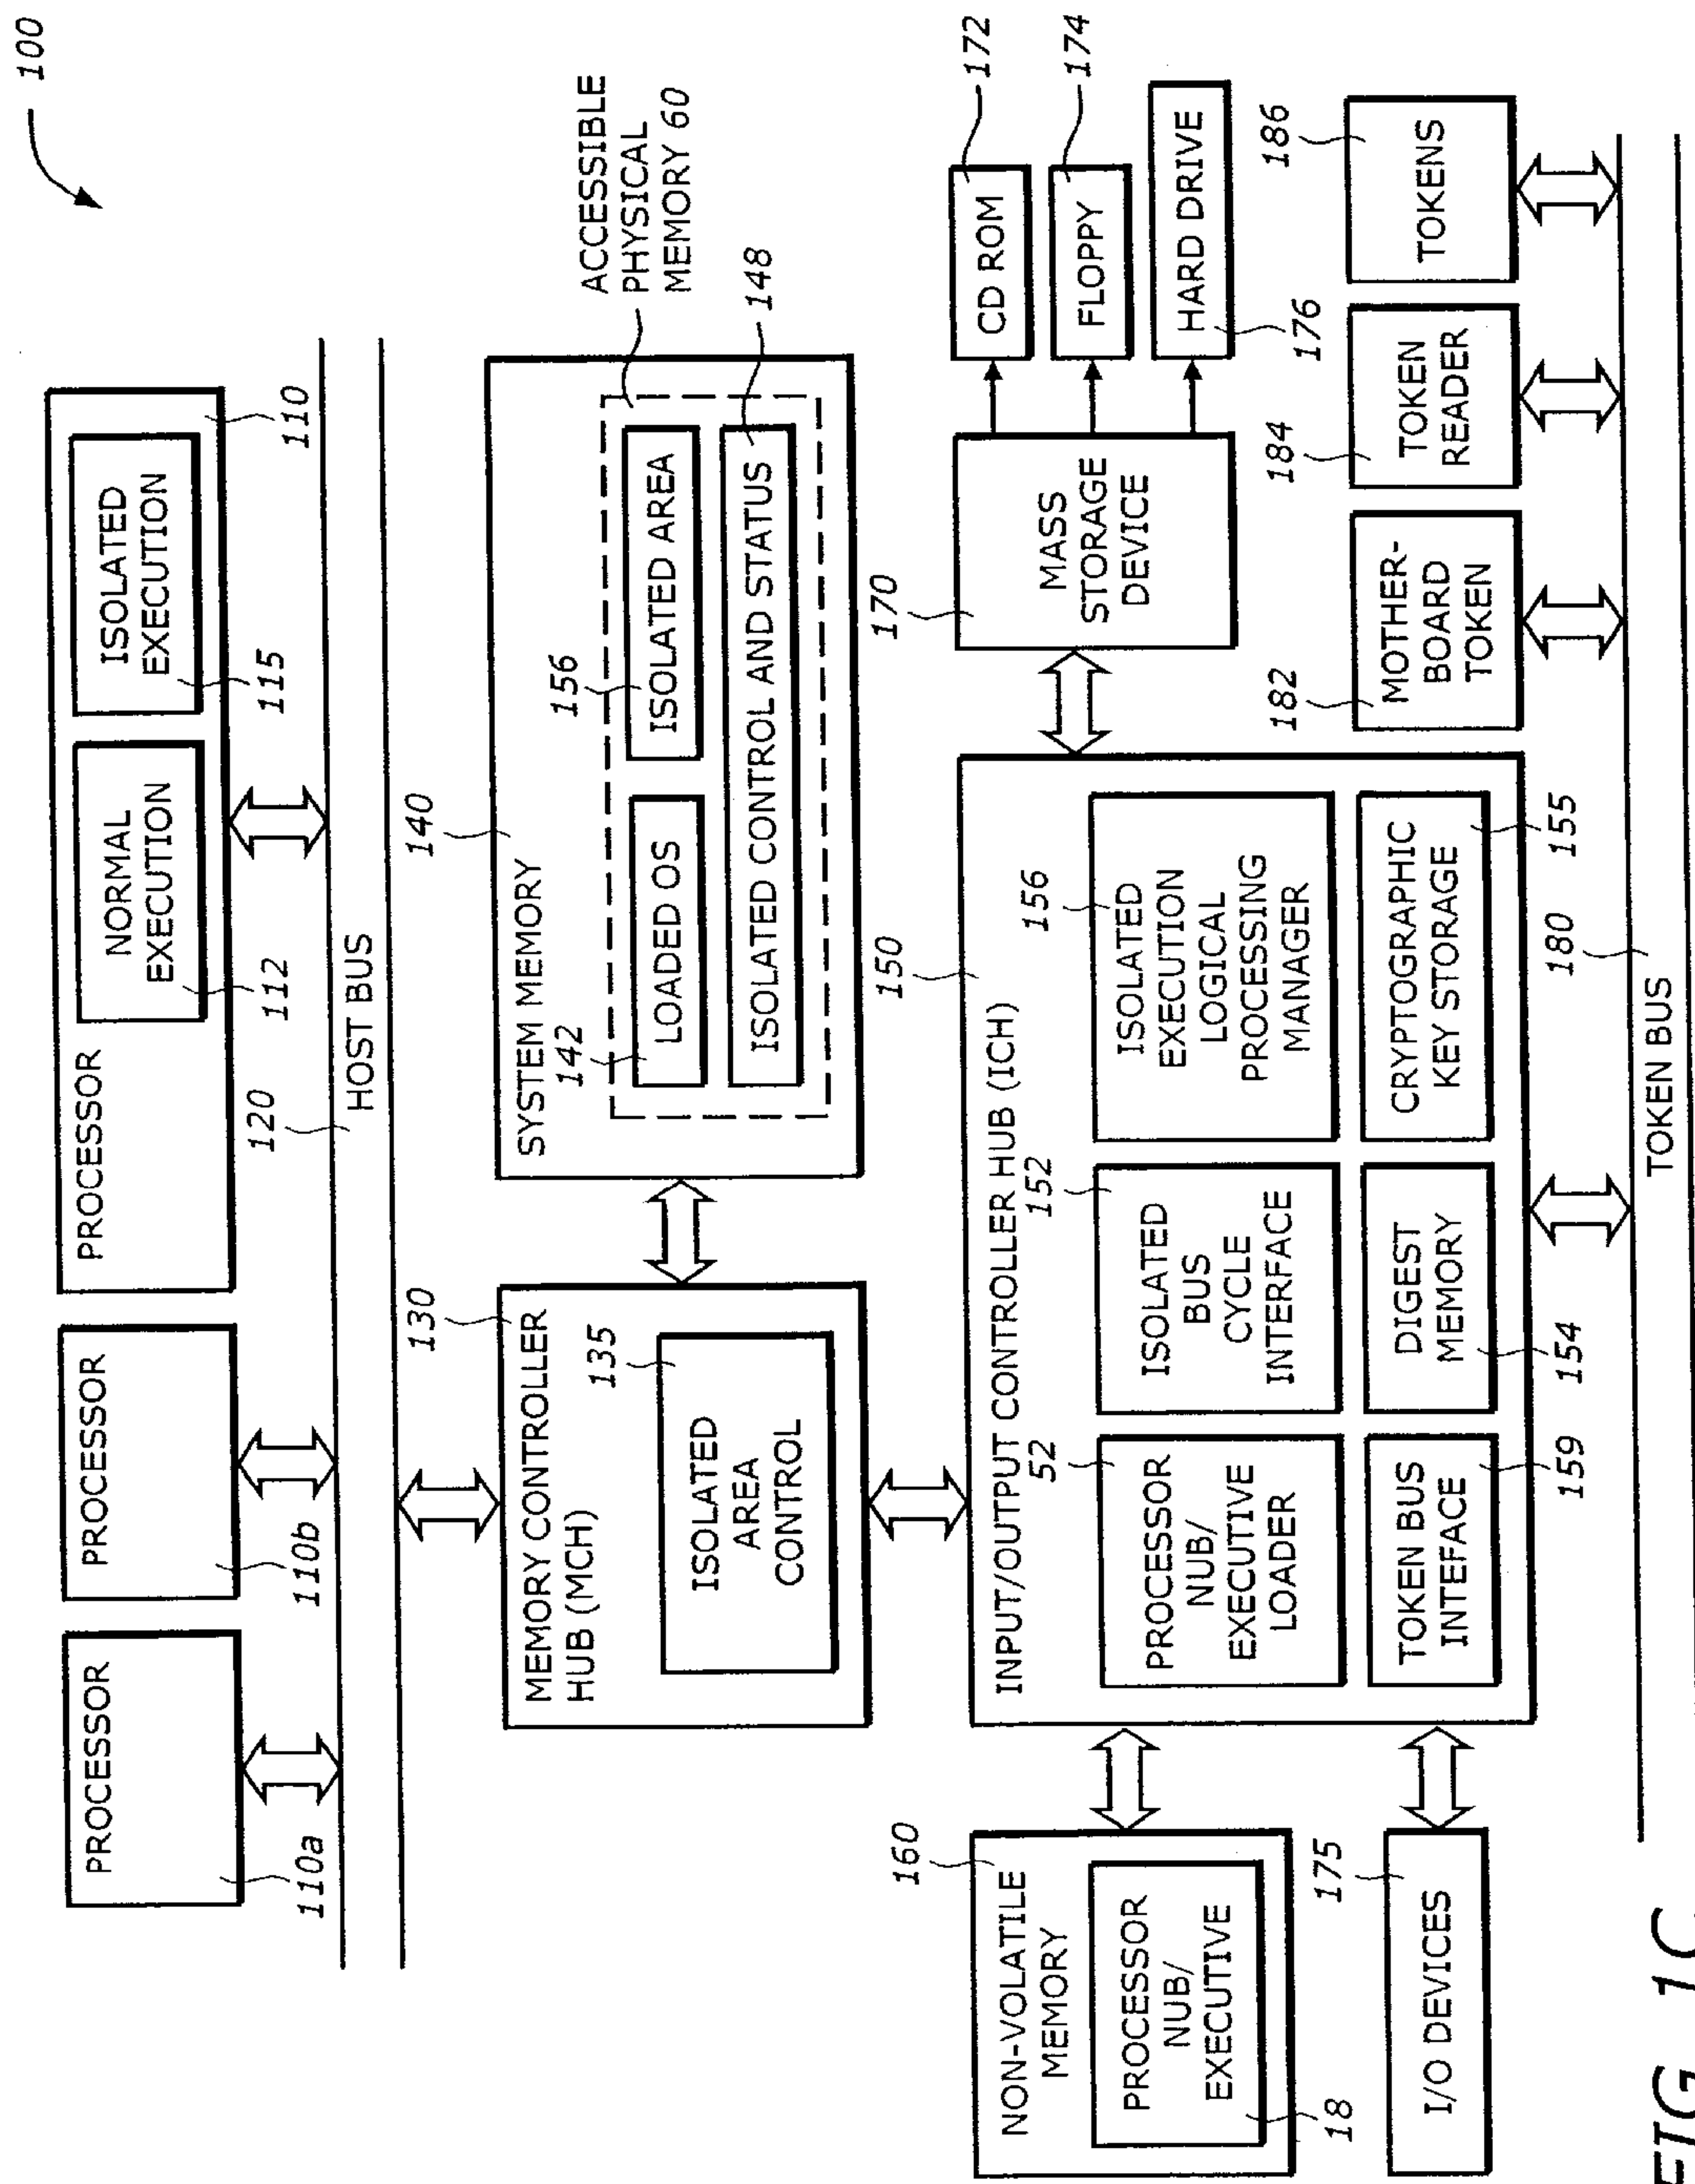 100
PROCESSOR
110a
PROCESSOR
110b
PROCESSOR
NORMAL
EXECUTION
112
ISOLATED
EXECUTION
115
110
120
HOST BUS
MEMORY CONTROLLER
HUB (MCH)
130
135
ISOLATED
AREA
CONTROL
140
SYSTEM MEMORY
142
LOADED OS
156
ISOLATED AREA
ISOLATED CONTROL AND STATUS
148
ACCESSIBLE
PHYSICAL
MEMORY 60
150
INPUT/OUTPUT CONTROLLER HUB (ICH)
52
PROCESSOR
NUB/
EXECUTIVE
LOADER
152
ISOLATED
BUS
CYCLE
INTERFACE
156
ISOLATED
EXECUTION
LOGICAL
PROCESSING
MANAGER
TOKEN BUS
INTEFACE
159
DIGEST
MEMORY
154
CRYPTOGRAPHIC
KEY STORAGE
155
160
NON-VOLATILE
MEMORY
PROCESSOR
NUB/
EXECUTIVE
18
175
I/O DEVICES
170
MASS
STORAGE
DEVICE
CD ROM
172
FLOPPY
174
HARD DRIVE
176
182
MOTHER-
BOARD
TOKEN
184
TOKEN
READER
186
TOKENS
180
TOKEN BUS
FIG. 1C